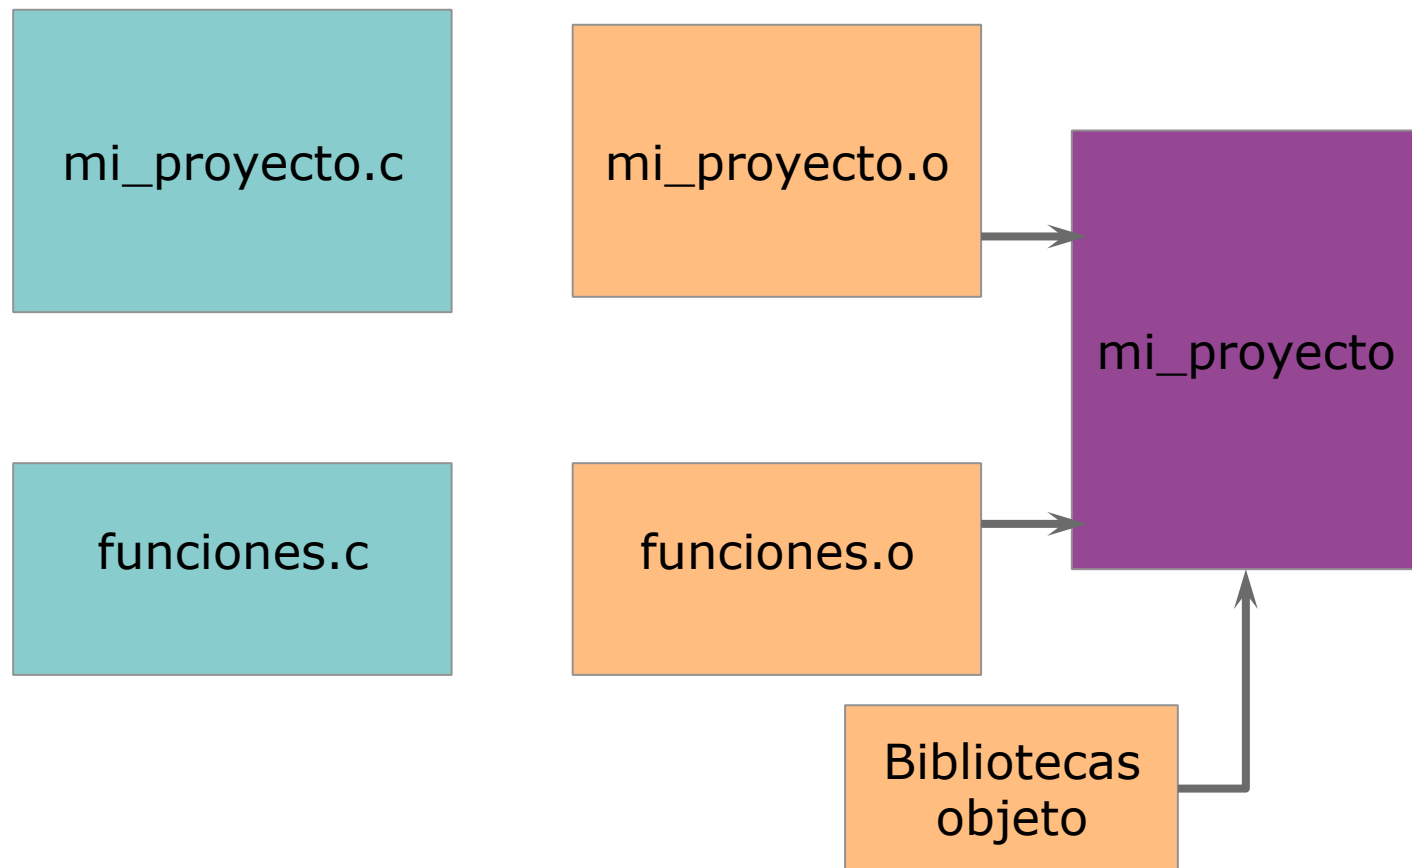 mi_proyecto.c
mi_proyecto.o
mi_proyecto
funciones.c
funciones.o
Bibliotecas
objeto